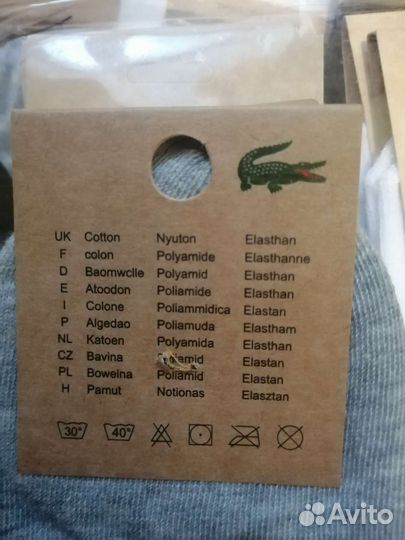 UK Cotton Nyuton Elasthan
F colon Polyamide Elasthanne
D Baomwclle Polyamid Elasthan
E Atoodon Poliamide Elasthan
I Colone Poliammidica Elastan
P Algedao Poliamuda Elastham
NL Katoen Polyamida Elasthan
CZ Bavina Poliamid Elastan
PL Boweina Poliamid Elastan
H Pamut Notionas Elasztan
30° 40°
Avito